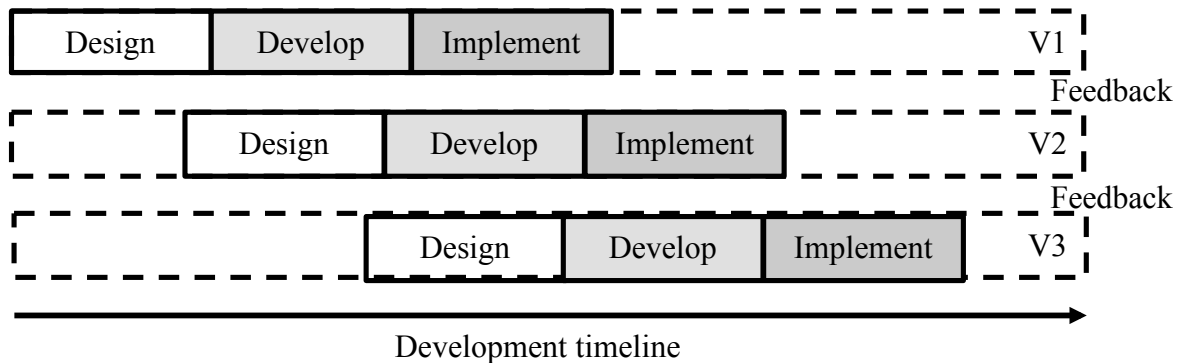 Design Develop Implement V1
Feedback
Design Develop Implement V2
Feedback
Design Develop Implement V3
Development timeline